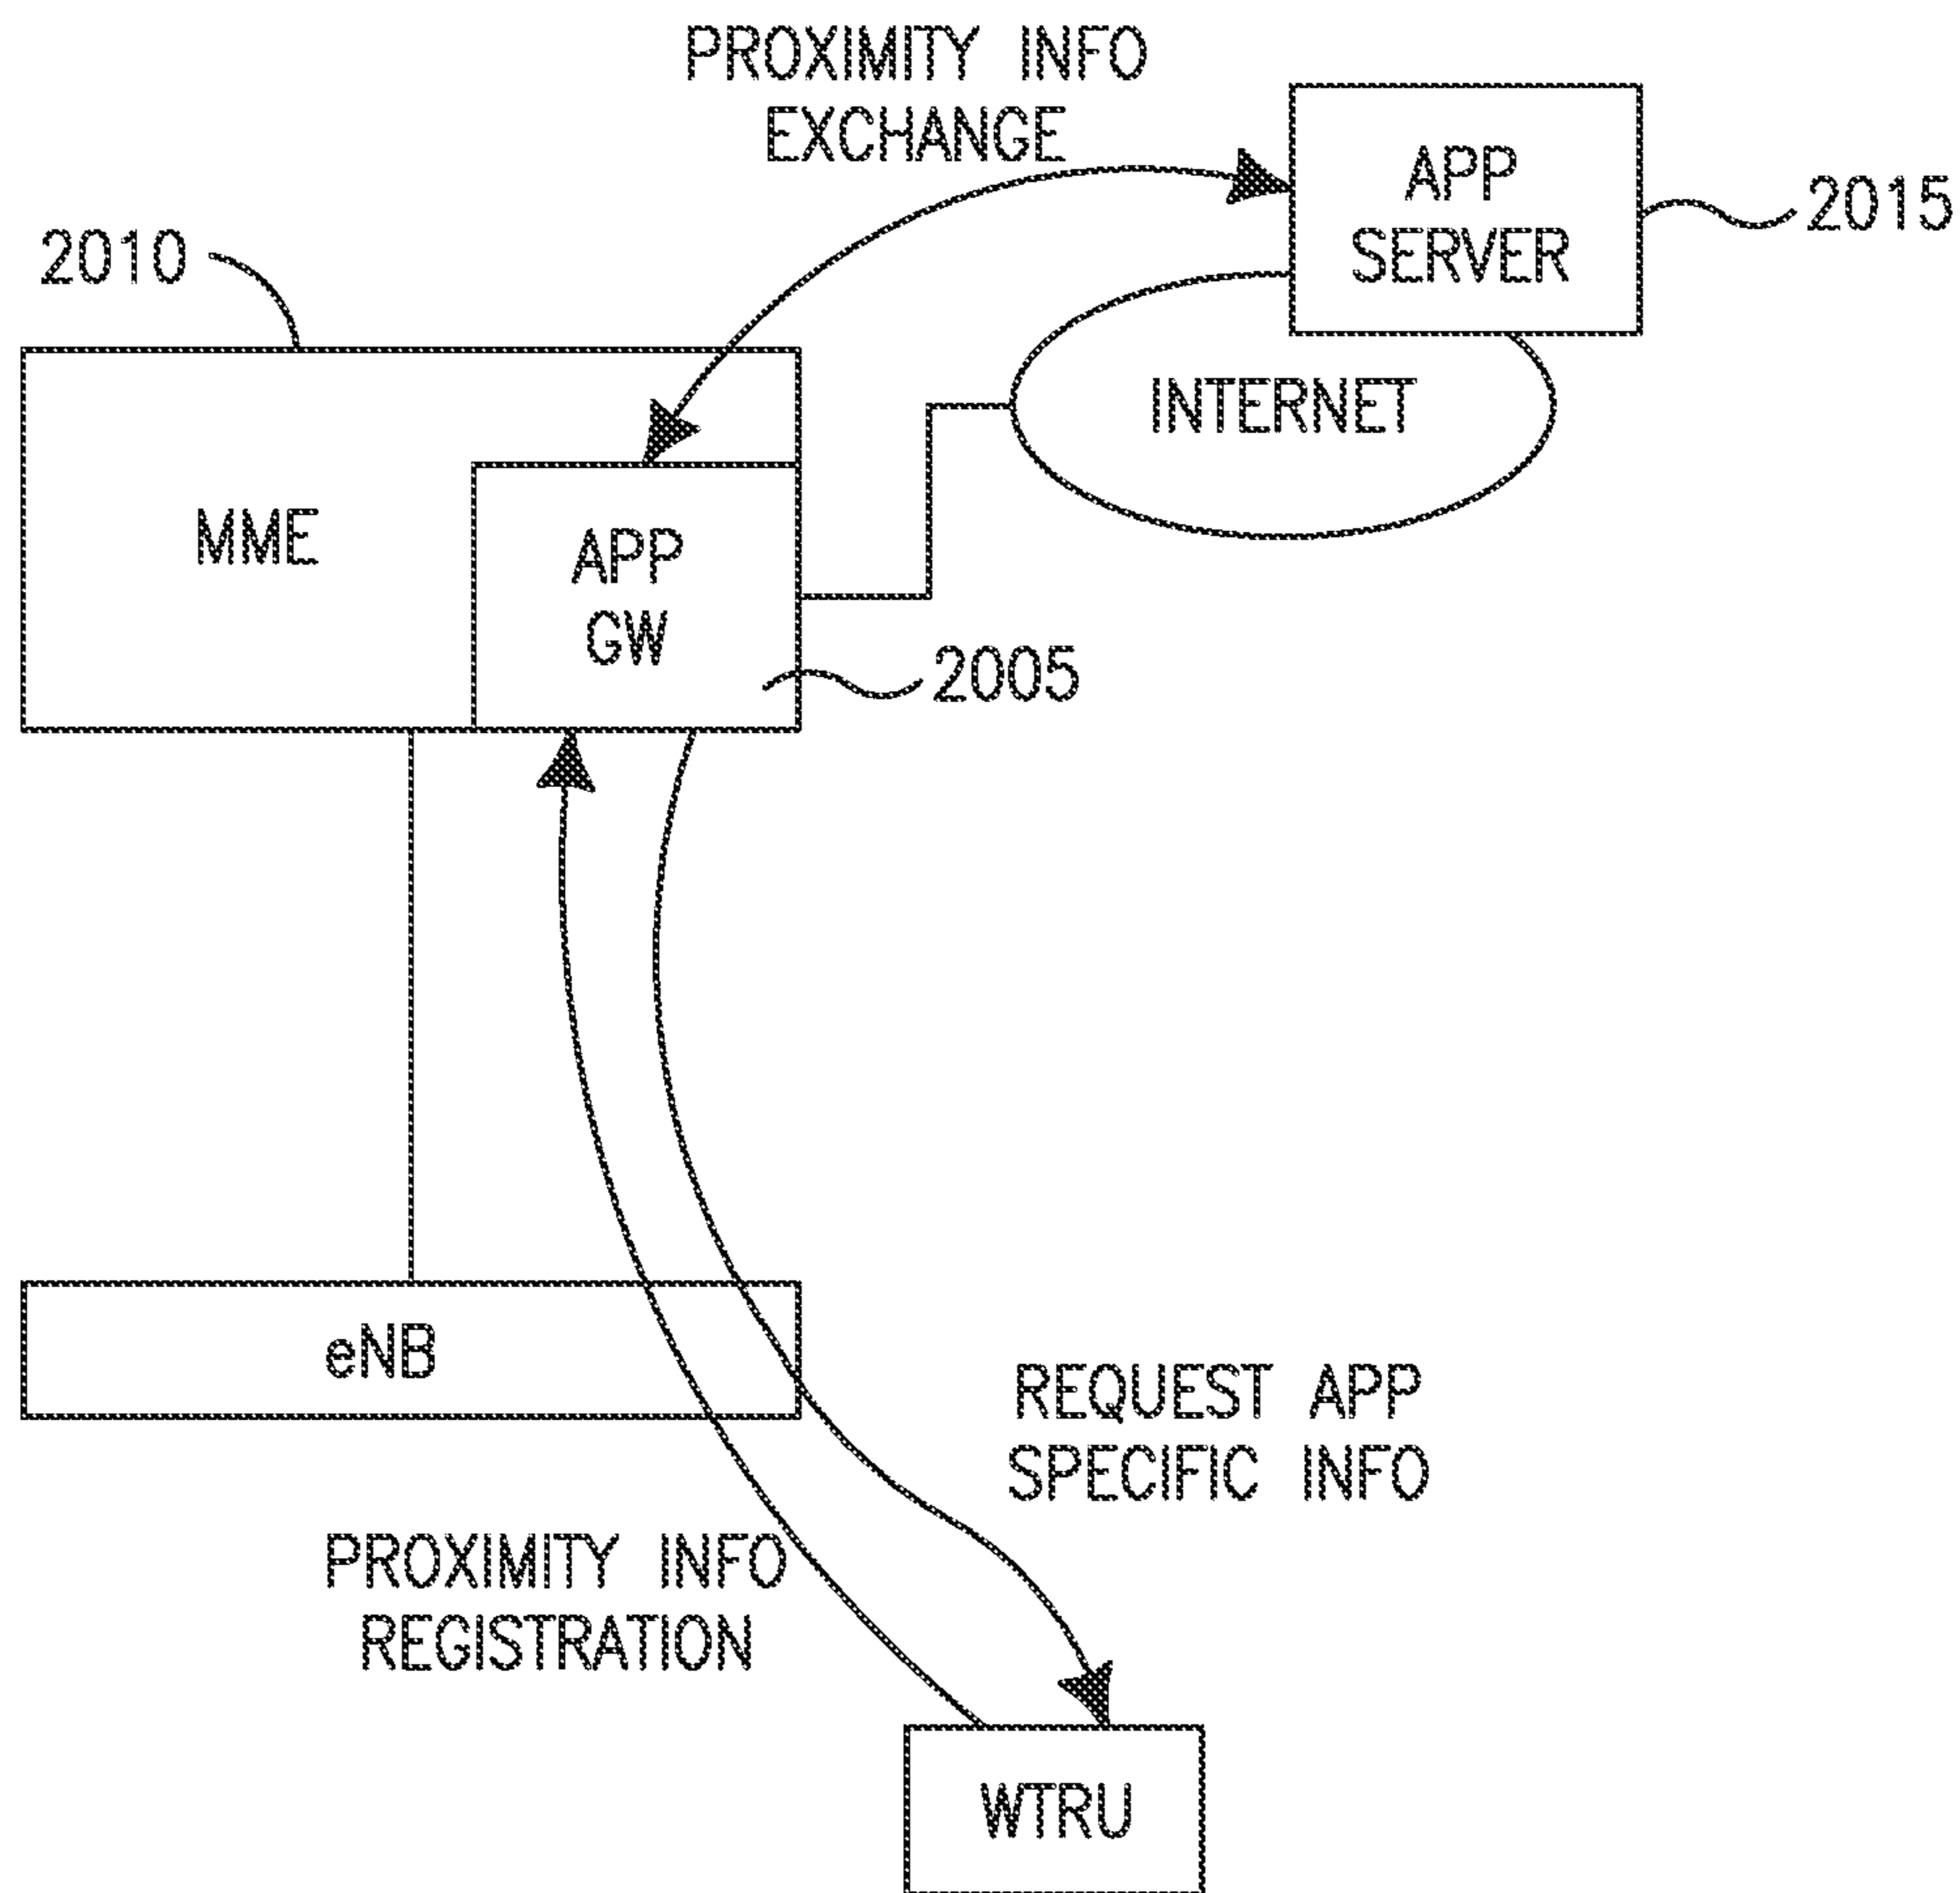 PROXIMITY INFO
EXCHANGE
APP
SERVER
2015
2010
INTERNET
MME
APP
GW
2005
eNB
REQUEST APP
SPECIFIC INFO
PROXIMITY INFO
REGISTRATION
WTRU